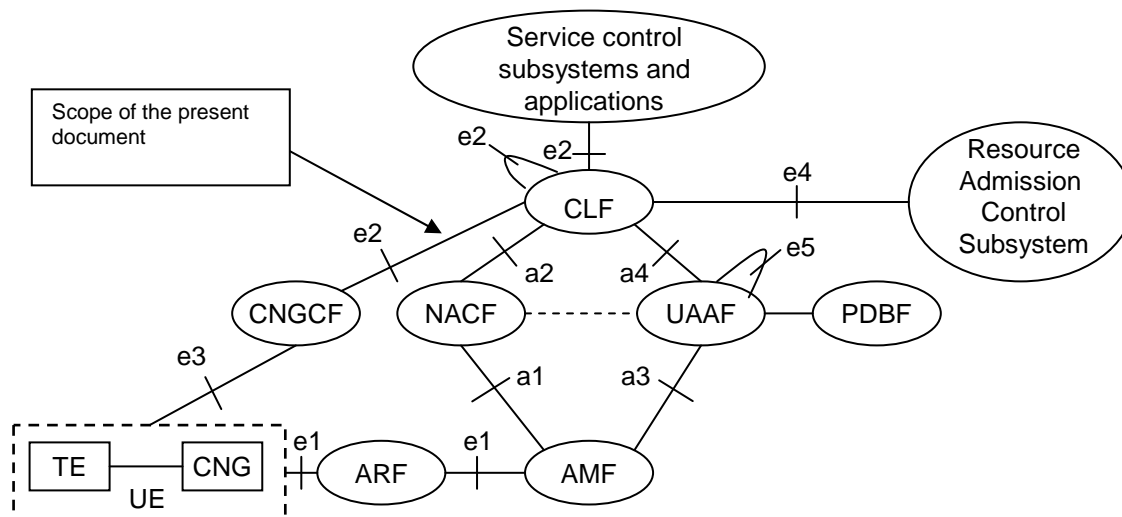 Service control
subsystems and
applications
Scope of the present
document
e2
e2
e4
Resource
Admission
Control
Subsystem
CLF
e2
a2
a4
e5
CNGCF
NACF
UAAF
PDBF
e3
a1
a3
e1
e1
TE
CNG
ARF
AMF
UE